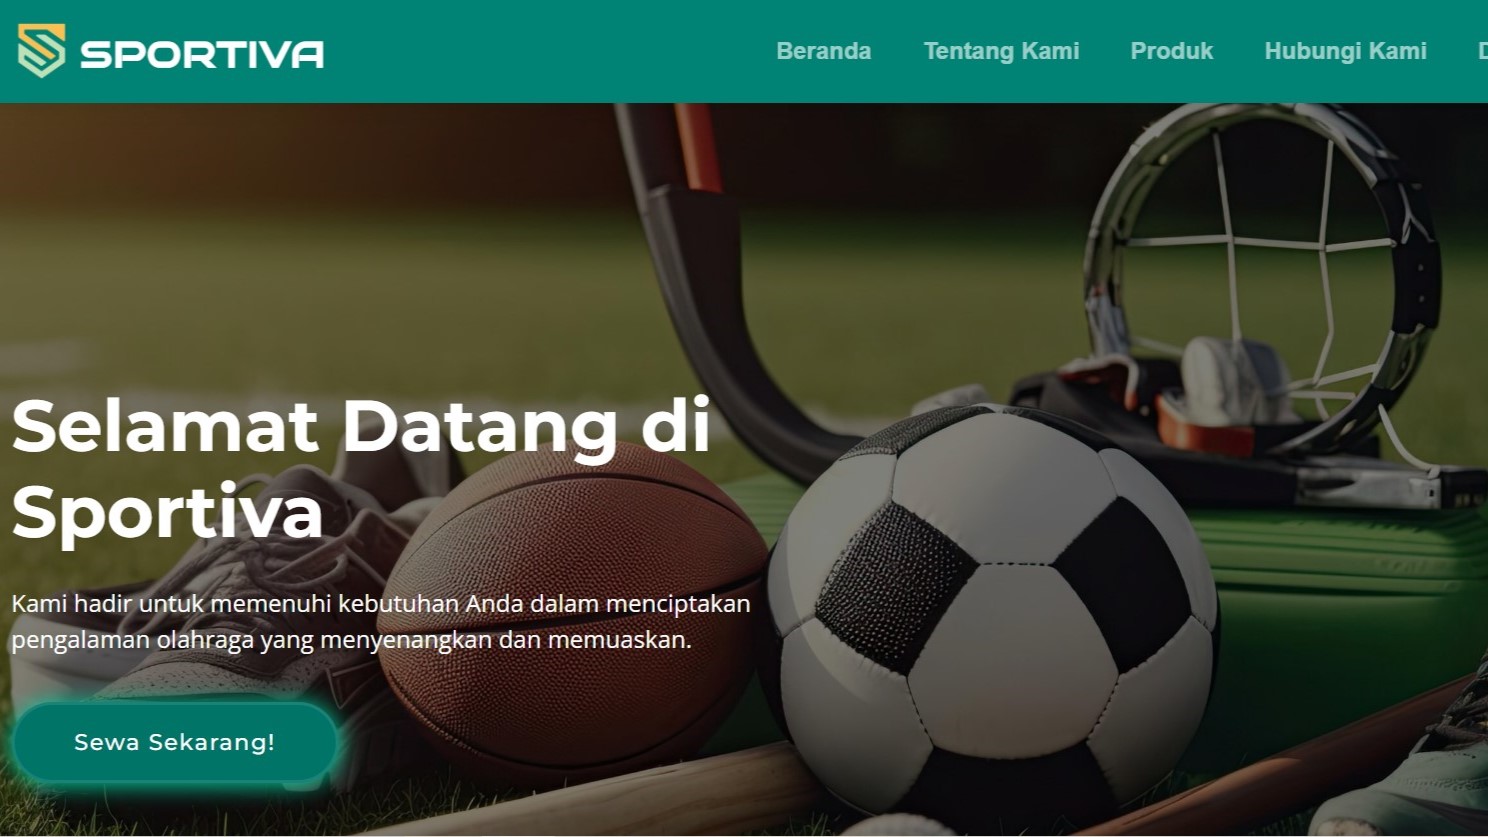 SPORTIVA
Beranda Tentang Kami Produk Hubungi Kami
Selamat Datang di
Sportiva
Kami hadir untuk memenuhi kebutuhan Anda dalam menciptakan
pengalaman olahraga yang menyenangkan dan memuaskan.
Sewa Sekarang!